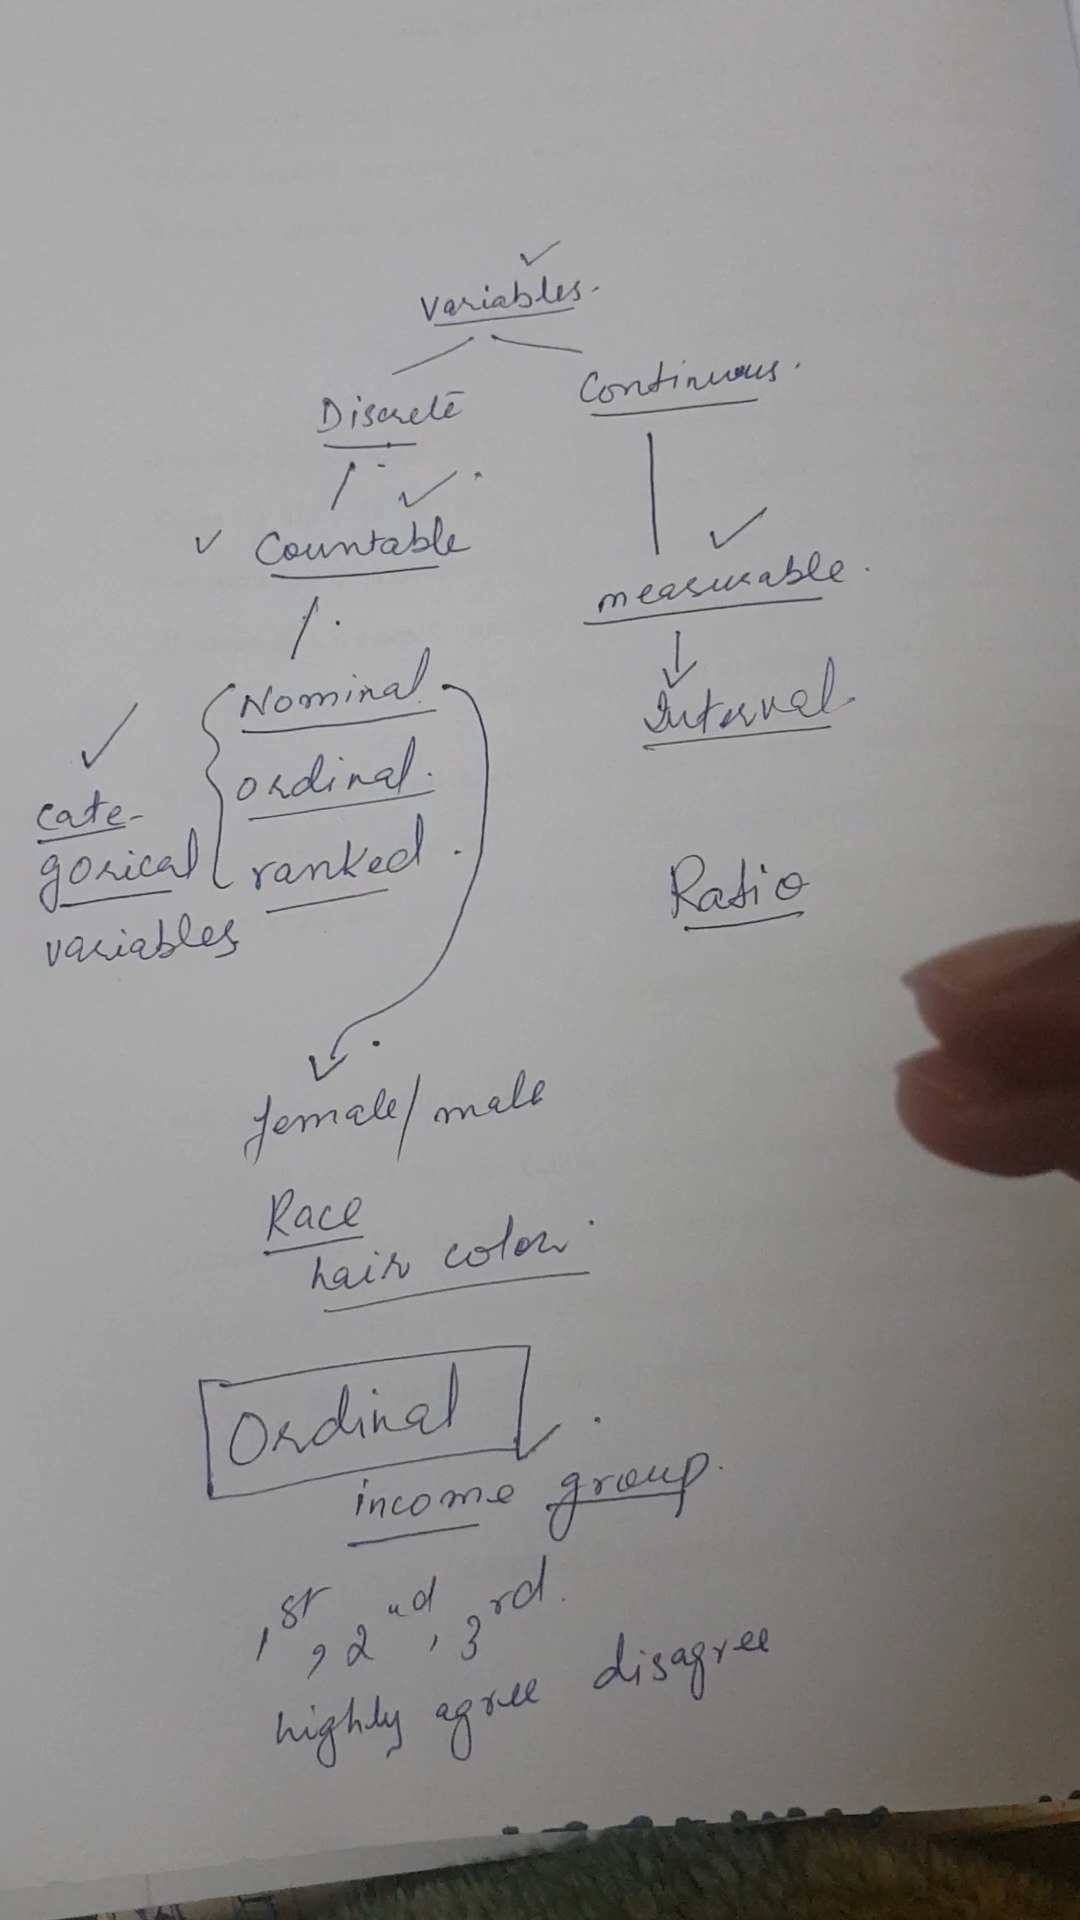 Variables.
Discrete
Continuous.
Countable
measurable.
Nominal
ordinal.
ranked.
cate-
gorical
variables
Interval
Ratio
female/male
Race
hair color.
Ordinal
income group.
1st, 2nd, 3rd.
highly agree disagree